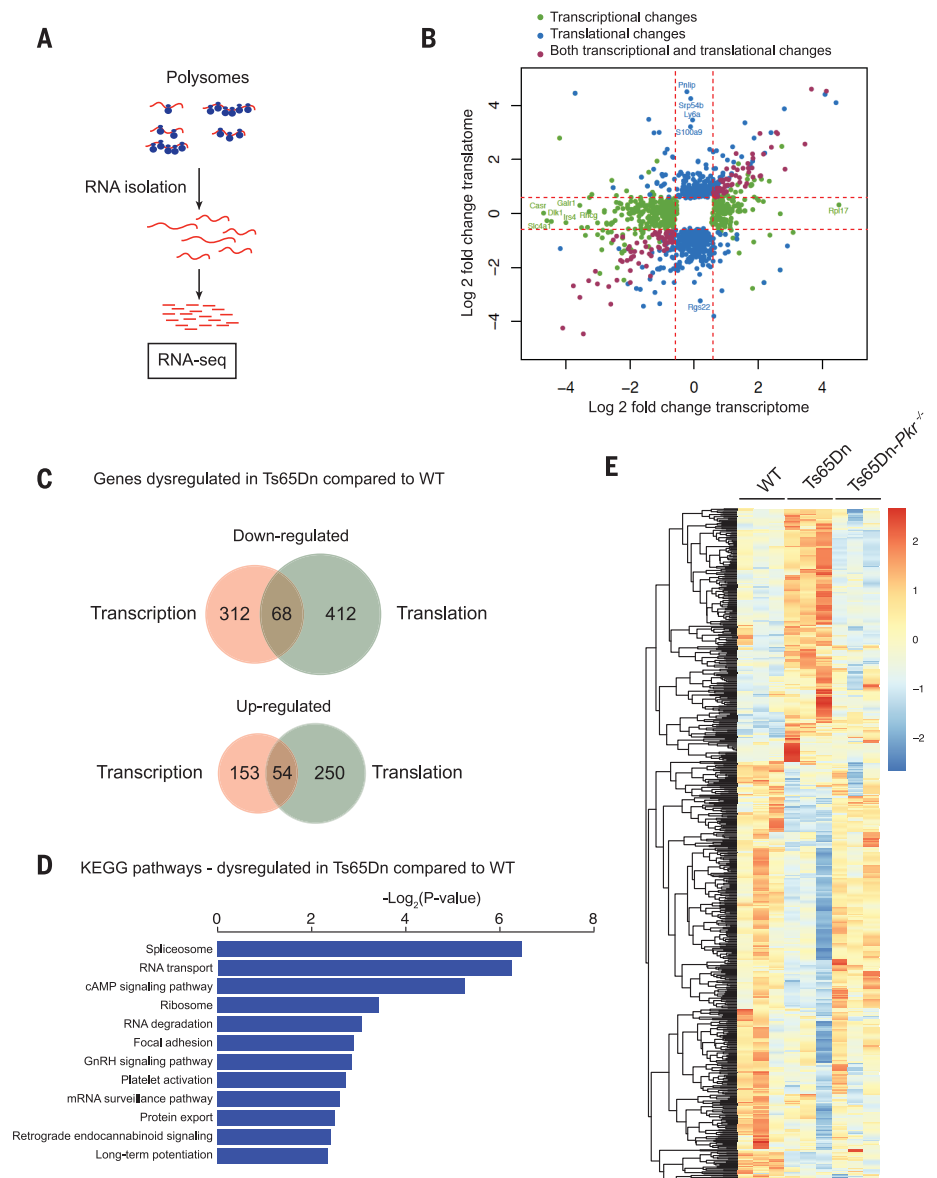 A
Polysomes
RNA isolation
RNA-seq
B
Transcriptional changes
Translational changes
Both transcriptional and translational changes
Log 2 fold change translatome
4
2
0
−2
−4
Pnlip
Srp54b
Ly6a
S100a9
Casr
Galr1
Dlk1
Irs4
Rhcg
Slc4a1
Rpl17
Rgs22
−4
−2
0
2
4
Log 2 fold change transcriptome
C
Genes dysregulated in Ts65Dn compared to WT
Down-regulated
Transcription
312
68
412
Translation
Up-regulated
Transcription
153
54
250
Translation
D
KEGG pathways - dysregulated in Ts65Dn compared to WT
-Log2(P-value)
0
2
4
6
8
Spliceosome
RNA transport
cAMP signaling pathway
Ribosome
RNA degradation
Focal adhesion
GnRH signaling pathway
Platelet activation
mRNA surveillance pathway
Protein export
Retrograde endocannabinoid signaling
Long-term potentiation
E
WT
Ts65Dn
Ts65Dn-Pkr-/-
2
1
0
−1
−2